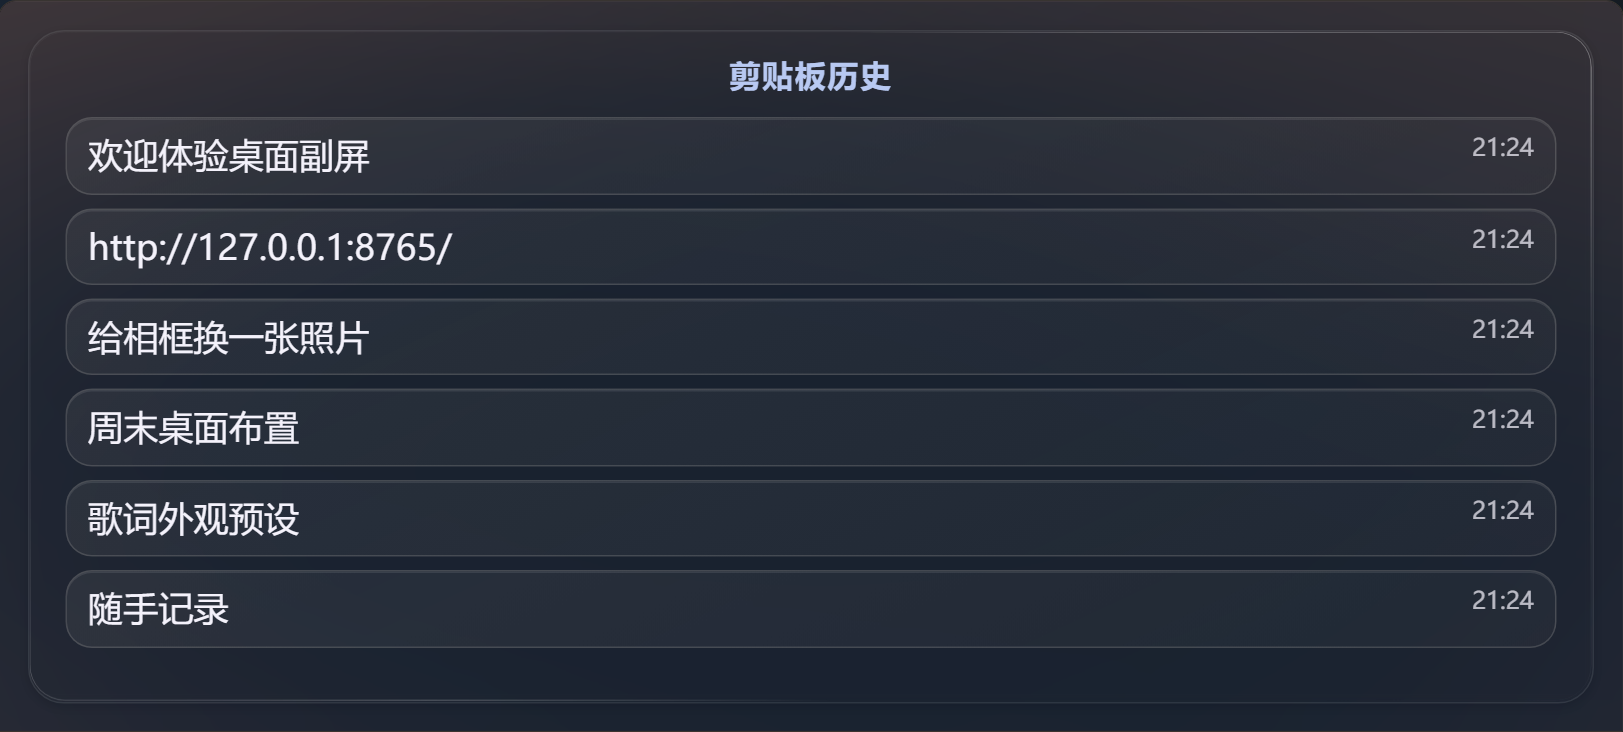 剪贴板历史
欢迎体验桌面副屏 21:24
http://127.0.0.1:8765/ 21:24
给相框换一张照片 21:24
周末桌面布置 21:24
歌词外观预设 21:24
随手记录 21:24